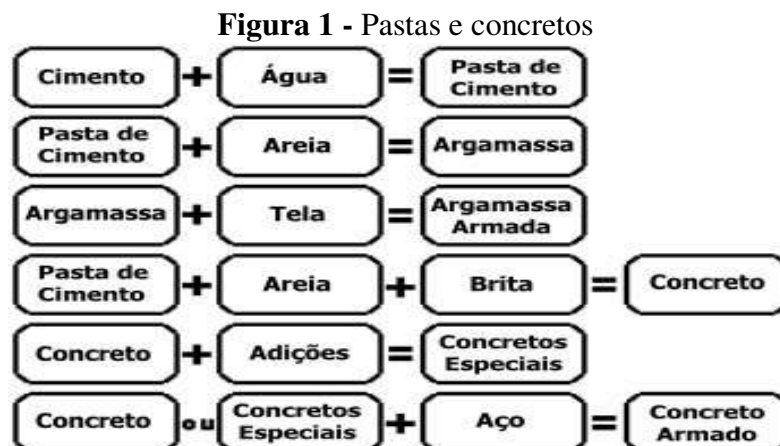 Figura 1 - Pastas e concretos
Cimento + Água = Pasta de Cimento
Pasta de Cimento + Areia = Argamassa
Argamassa + Tela = Argamassa Armada
Pasta de Cimento + Areia + Brita = Concreto
Concreto + Adições = Concretos Especiais
Concreto ou Concretos Especiais + Aço = Concreto Armado